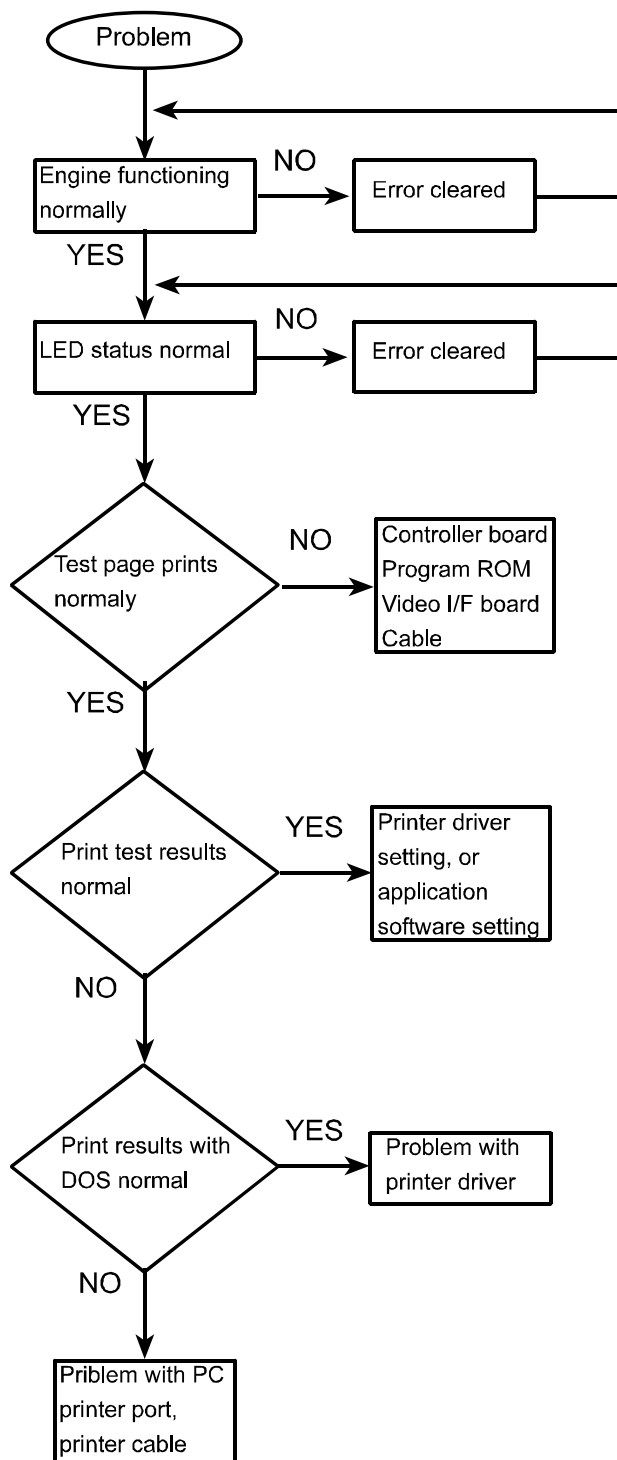 Problem
Engine functioning
normally
NO
Error cleared
YES
LED status normal
NO
Error cleared
YES
Test page prints
normaly
NO
Controller board
Program ROM
Video I/F board
Cable
YES
Print test results
normal
YES
Printer driver
setting, or
application
software setting
NO
Print results with
DOS normal
YES
Problem with
printer driver
NO
Priblem with PC
printer port,
printer cable